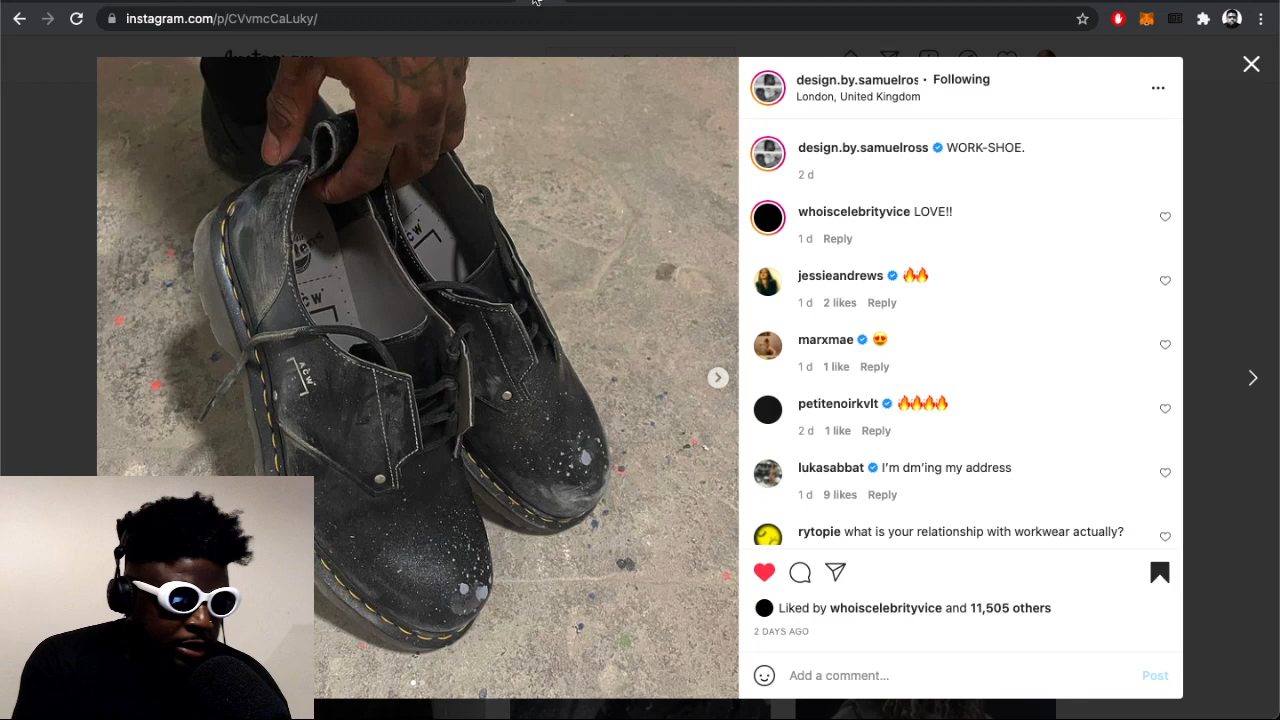 instagram.com/p/CVvmcCaLuky/
design.by.samuelros • Following
London, United Kingdom
design.by.samuelross WORK-SHOE.
2 d
whoiscelebrityvice LOVE!!
1 d Reply
jessieandrews 🔥🔥
1 d 2 likes Reply
marxmae 😍
1 d 1 like Reply
petitenoirkvlt 🔥🔥🔥🔥
2 d 1 like Reply
lukasabbat I'm dm'ing my address
1 d 9 likes Reply
rytopie what is your relationship with workwear actually?
Liked by whoiscelebrityvice and 11,505 others
2 DAYS AGO
Add a comment... Post
ACW*
ACW*